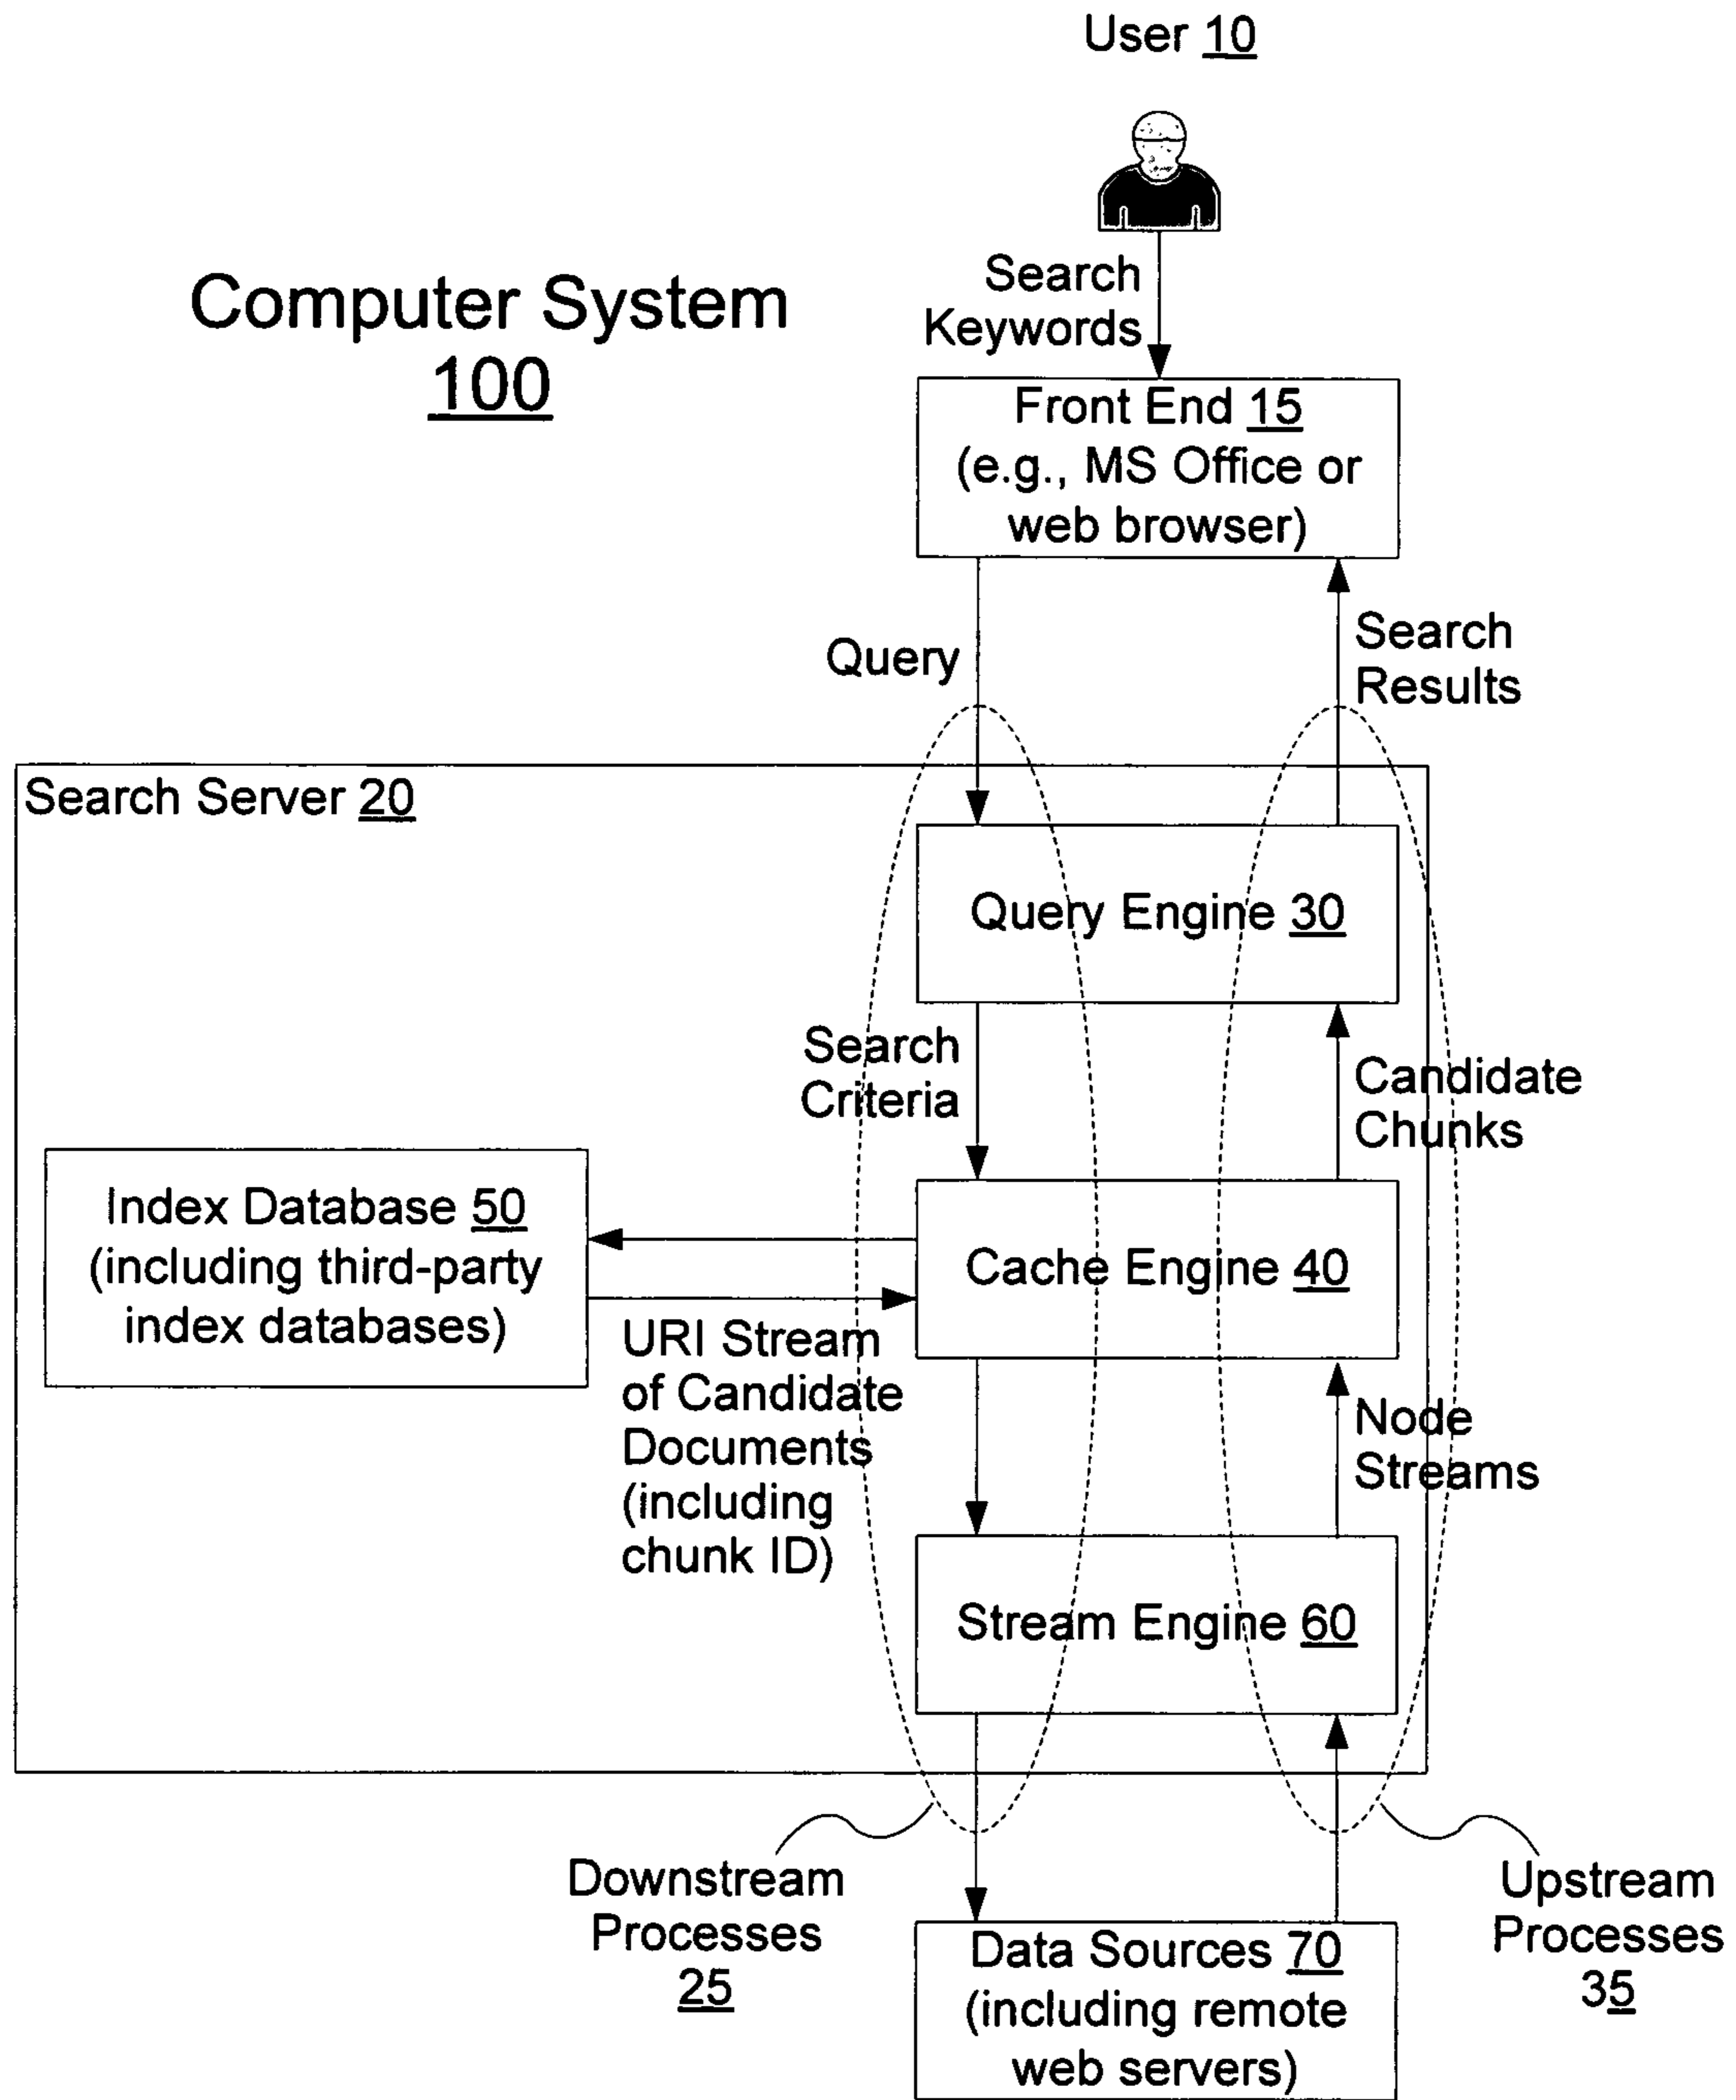 User 10
Search
Keywords
Computer System
100
Front End 15
(e.g., MS Office or
web browser)
Query
Search
Results
Search Server 20
Query Engine 30
Search
Criteria
Candidate
Chunks
Index Database 50
(including third-party
index databases)
Cache Engine 40
URI Stream
of Candidate
Documents
(including
chunk ID)
Node
Streams
Stream Engine 60
Downstream
Processes
25
Upstream
Processes
35
Data Sources 70
(including remote
web servers)